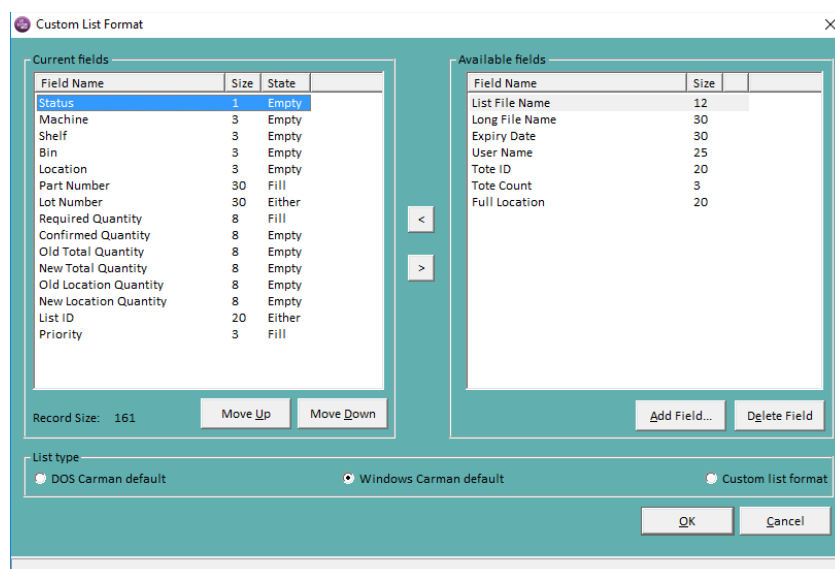 Custom List Format
Current fields
Field Name Size State
Status 1 Empty
Machine 3 Empty
Shelf 3 Empty
Bin 3 Empty
Location 3 Empty
Part Number 30 Fill
Lot Number 30 Either
Required Quantity 8 Fill
Confirmed Quantity 8 Empty
Old Total Quantity 8 Empty
New Total Quantity 8 Empty
Old Location Quantity 8 Empty
New Location Quantity 8 Empty
List ID 20 Either
Priority 3 Fill
Record Size: 161
Move Up
Move Down
<
>
Available fields
Field Name Size
List File Name 12
Long File Name 30
Expiry Date 30
User Name 25
Tote ID 20
Tote Count 3
Full Location 20
Add Field...
Delete Field
List type
DOS Carman default
Windows Carman default
Custom list format
OK
Cancel